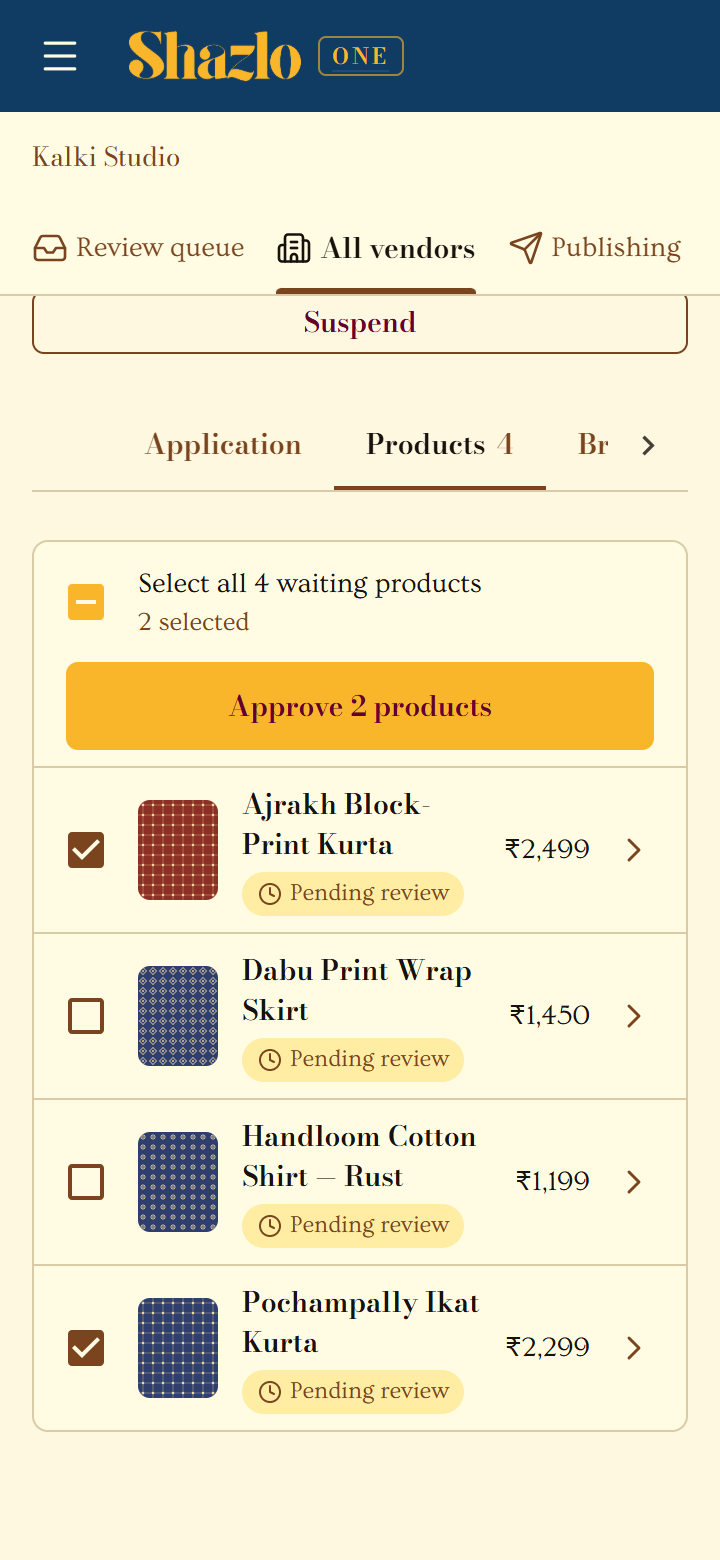 Shazlo ONE
Kalki Studio
Review queue All vendors Publishing
Suspend
Application Products 4 Br
Select all 4 waiting products
2 selected
Approve 2 products
Ajrakh Block-
Print Kurta
₹2,499
Pending review
Dabu Print Wrap
Skirt
₹1,450
Pending review
Handloom Cotton
Shirt — Rust
₹1,199
Pending review
Pochampally Ikat
Kurta
₹2,299
Pending review